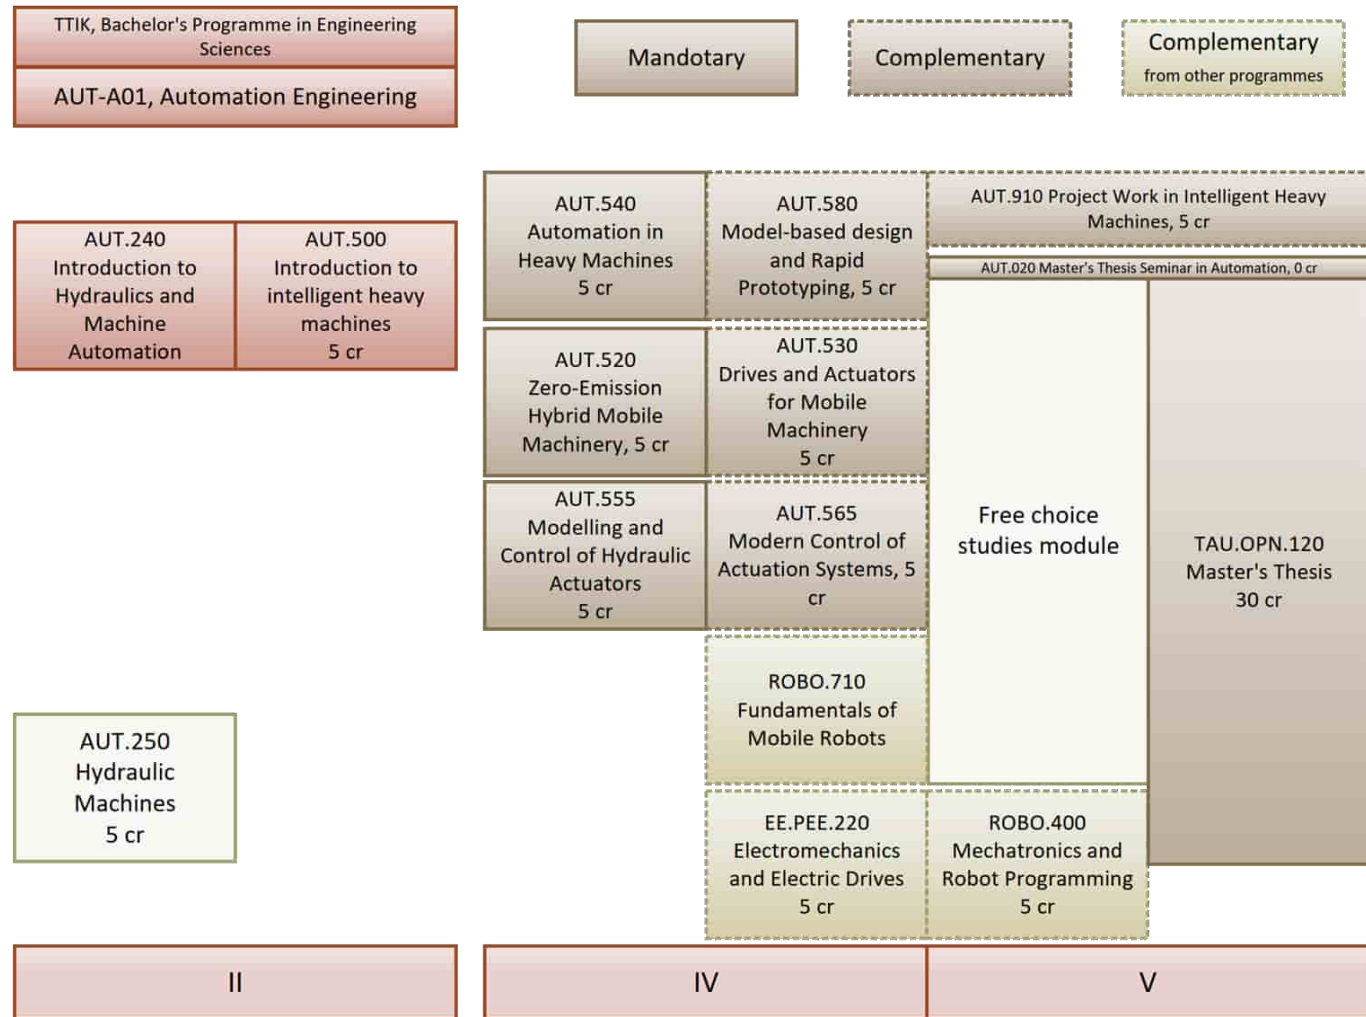 TTIK, Bachelor's Programme in Engineering
Sciences
AUT-A01, Automation Engineering
Mandotary
Complementary
Complementary
from other programmes
AUT.240
Introduction to
Hydraulics and
Machine
Automation
AUT.500
Introduction to
intelligent heavy
machines
5 cr
AUT.540
Automation in
Heavy Machines
5 cr
AUT.580
Model-based design
and Rapid
Prototyping, 5 cr
AUT.910 Project Work in Intelligent Heavy
Machines, 5 cr
AUT.020 Master's Thesis Seminar in Automation, 0 cr
AUT.520
Zero-Emission
Hybrid Mobile
Machinery, 5 cr
AUT.530
Drives and Actuators
for Mobile
Machinery
5 cr
AUT.555
Modelling and
Control of Hydraulic
Actuators
5 cr
AUT.565
Modern Control of
Actuation Systems, 5
cr
Free choice
studies module
TAU.OPN.120
Master's Thesis
30 cr
ROBO.710
Fundamentals of
Mobile Robots
AUT.250
Hydraulic
Machines
5 cr
EE.PEE.220
Electromechanics
and Electric Drives
5 cr
ROBO.400
Mechatronics and
Robot Programming
5 cr
II
IV
V